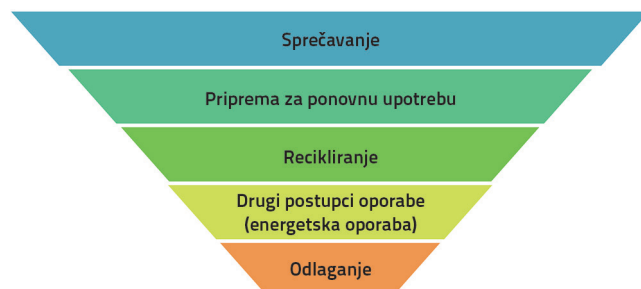 Sprečavanje
Priprema za ponovnu upotrebu
Recikliranje
Drugi postupci oporabe
(energetska oporaba)
Odlaganje